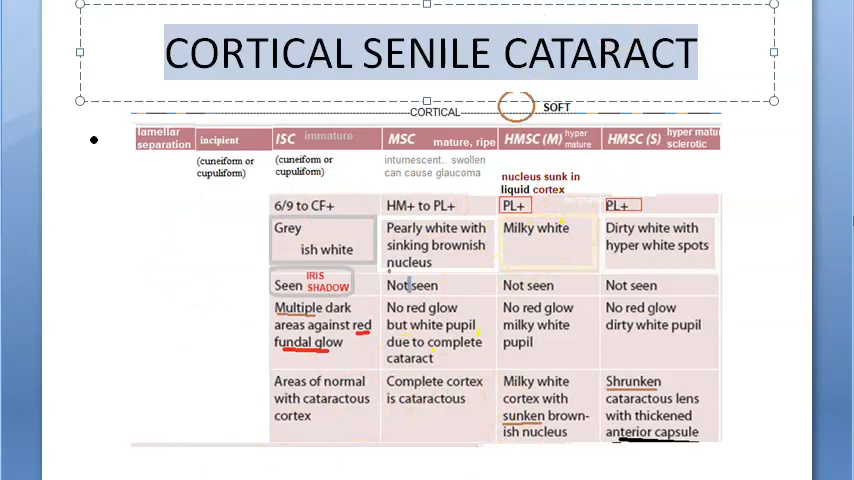 CORTICAL SENILE CATARACT
CORTICAL SOFT
lamellar separation
incipient
ISC immature
MSC mature, ripe
HMSC (M) hyper mature
HMSC (S) hyper matur sclerotic
(cuneiform or
cupuliform)
(cuneiform or
cupuliform)
intumescent.. swollen
can cause glaucoma
nucleus sunk in
liquid cortex
6/9 to CF+
HM+ to PL+
PL+
PL+
Grey
ish white
Pearly white with
sinking brownish
nucleus
Milky white
Dirty white with
hyper white spots
Seen IRIS SHADOW
Not seen
Not seen
Not seen
Multiple dark
areas against red
fundal glow
No red glow
but white pupil
due to complete
cataract
No red glow
milky white
pupil
No red glow
dirty white pupil
Areas of normal
with cataractous
cortex
Complete cortex
is cataractous
Milky white
cortex with
sunken brown-
ish nucleus
Shrunken
cataractous lens
with thickened
anterior capsule